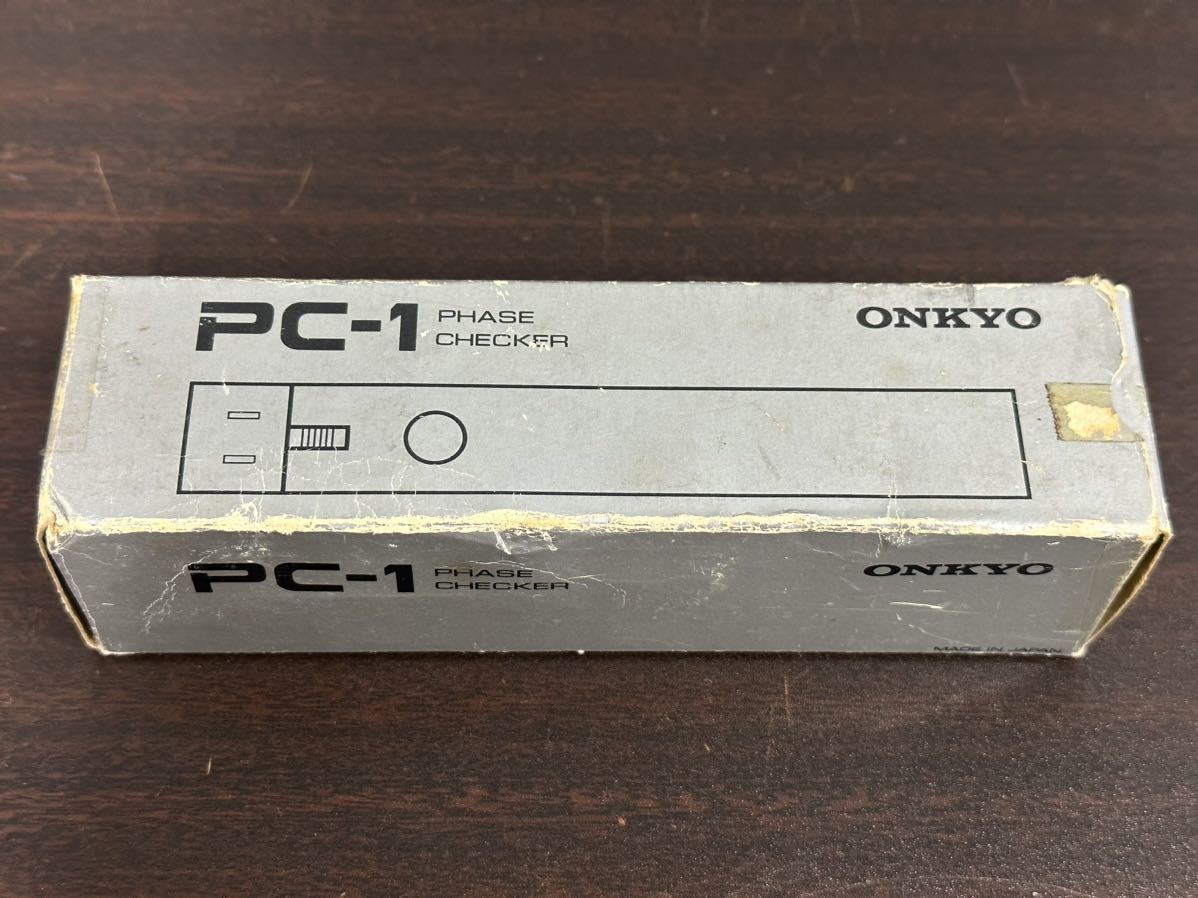 PC-1 PHASE
CHECKER
ONKYO
PC-1 PHASE
CHECKER
ONKYO
MADE IN JAPAN